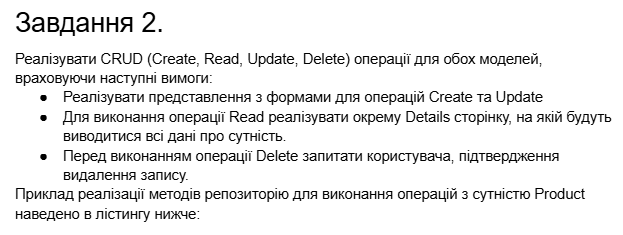 Завдання 2.
Реалізувати CRUD (Create, Read, Update, Delete) операції для обох моделей,
враховуючи наступні вимоги:
● Реалізувати представлення з формами для операцій Create та Update
● Для виконання операції Read реалізувати окрему Details сторінку, на якій будуть
виводитися всі дані про сутність.
● Перед виконанням операції Delete запитати користувача, підтвердження
видалення запису.
Приклад реалізації методів репозиторію для виконання операцій з сутністю Product
наведено в лістингу нижче: